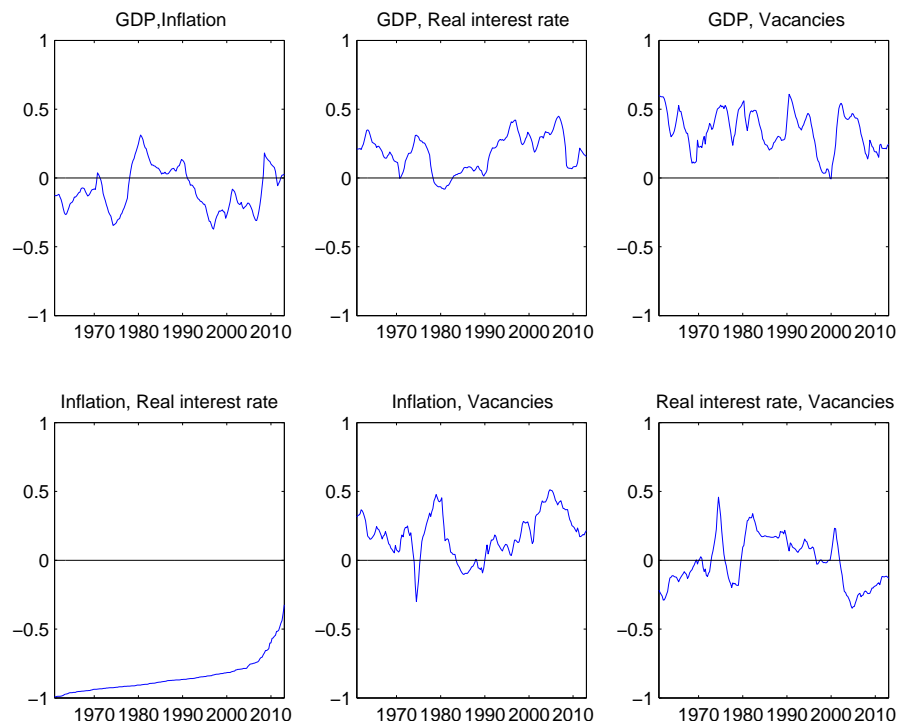 GDP,Inflation
1
0.5
0
−0.5
−1
1970 1980 1990 2000 2010
GDP, Real interest rate
1
0.5
0
−0.5
−1
1970 1980 1990 2000 2010
GDP, Vacancies
1
0.5
0
−0.5
−1
1970 1980 1990 2000 2010
Inflation, Real interest rate
1
0.5
0
−0.5
−1
1970 1980 1990 2000 2010
Inflation, Vacancies
1
0.5
0
−0.5
−1
1970 1980 1990 2000 2010
Real interest rate, Vacancies
1
0.5
0
−0.5
−1
1970 1980 1990 2000 2010